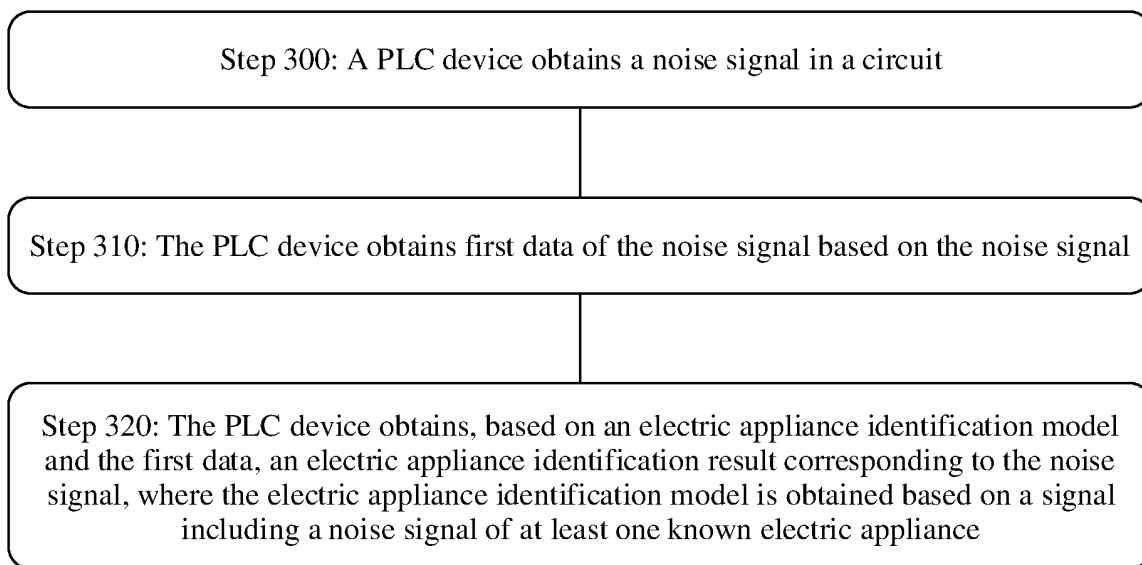 Step 300: A PLC device obtains a noise signal in a circuit
Step 310: The PLC device obtains first data of the noise signal based on the noise signal
Step 320: The PLC device obtains, based on an electric appliance identification model
and the first data, an electric appliance identification result corresponding to the noise
signal, where the electric appliance identification model is obtained based on a signal
including a noise signal of at least one known electric appliance